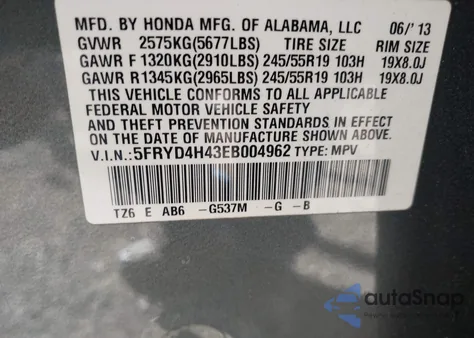 MFD. BY HONDA MFG. OF ALABAMA, LLC 06/'13
GVWR 2575KG(5677LBS) TIRE SIZE RIM SIZE
GAWR F 1320KG(2910LBS) 245/55R19 103H 19X8.0J
GAWR R1345KG(2965LBS) 245/55R19 103H 19X8.0J
THIS VEHICLE CONFORMS TO ALL APPLICABLE
FEDERAL MOTOR VEHICLE SAFETY
AND THEFT PREVENTION STANDARDS IN EFFECT
ON THE DATE OF MANUFACTURE SHOWN
ABOVE.
V.I.N.:5FRYD4H43EB004962 TYPE: MPV
TZ6 E AB6 -G537M -G -B
autoSnap